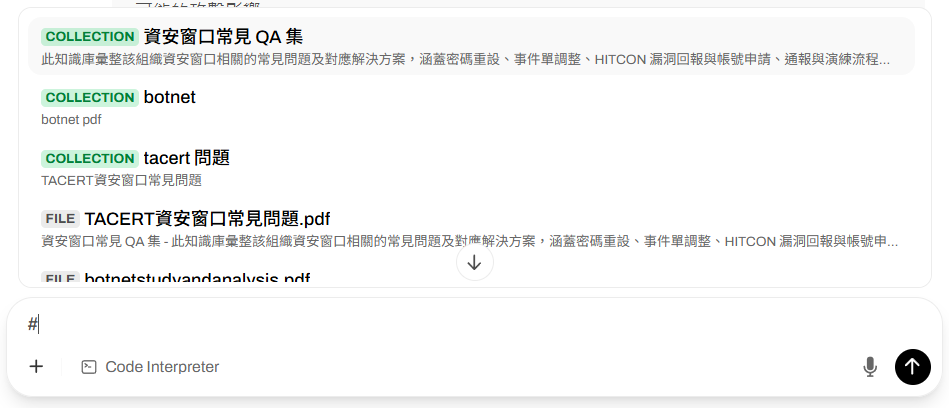 COLLECTION 資安窗口常見 QA 集
此知識庫彙整該組織資安窗口相關的常見問題及對應解決方案，涵蓋密碼重設、事件單調整、HITCON 漏洞回報與帳號申請、通報與演練流程...
COLLECTION botnet
botnet pdf
COLLECTION tacert 問題
TACERT資安窗口常見問題
FILE TACERT資安窗口常見問題.pdf
資安窗口常見 QA 集 - 此知識庫彙整該組織資安窗口相關的常見問題及對應解決方案，涵蓋密碼重設、事件單調整、HITCON 漏洞回報與帳號申...
FILE botnetstudyandanalysis.pdf
#
Code Interpreter